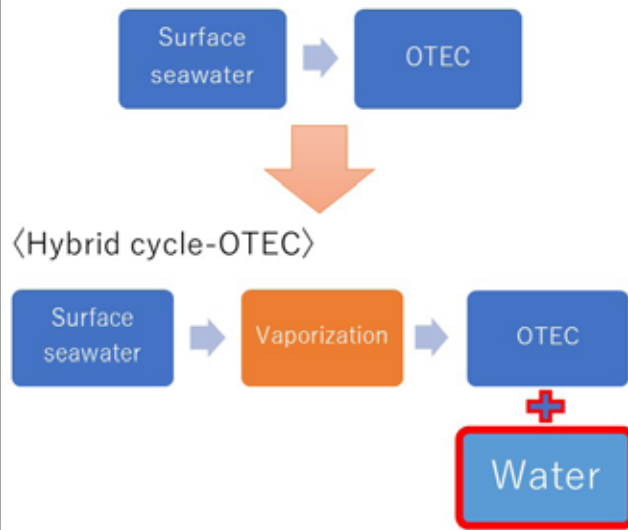 Surface
seawater
OTEC
〈Hybrid cycle-OTEC〉
Surface
seawater
Vaporization
OTEC
Water